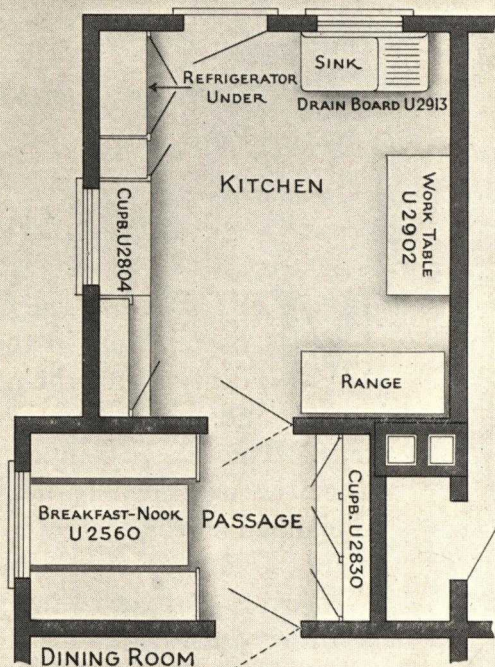 SINK
REFRIGERATOR
UNDER
DRAIN BOARD U2913
KITCHEN
CUPB. U2804
WORK TABLE
U2902
RANGE
BREAKFAST-NOOK
U2560
PASSAGE
CUPB. U2830
DINING ROOM